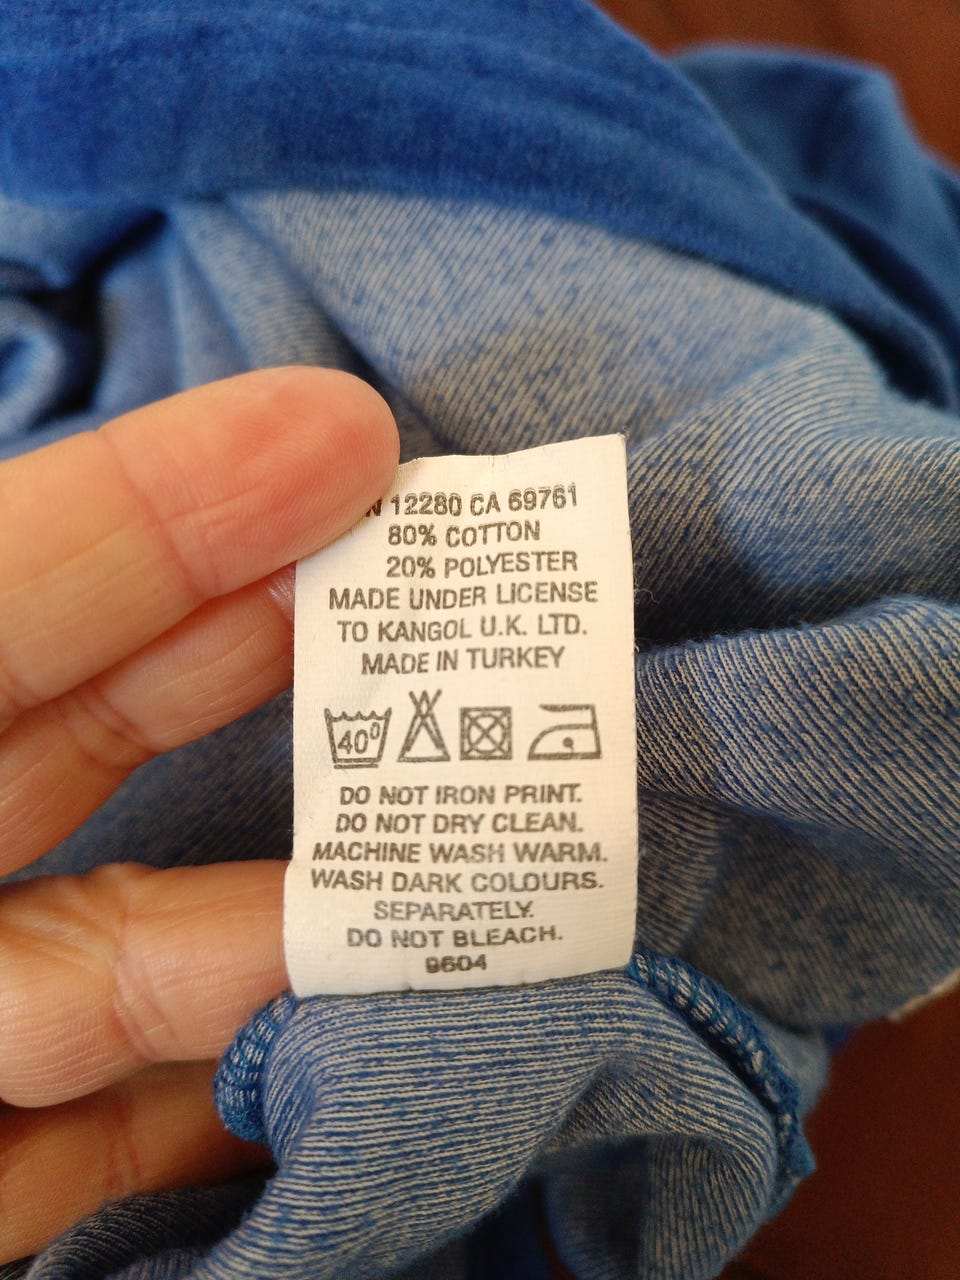 12280 CA 69761
80% COTTON
20% POLYESTER
MADE UNDER LICENSE
TO KANGOL U.K. LTD.
MADE IN TURKEY
40°
DO NOT IRON PRINT.
DO NOT DRY CLEAN.
MACHINE WASH WARM.
WASH DARK COLOURS.
SEPARATELY.
DO NOT BLEACH.
9604